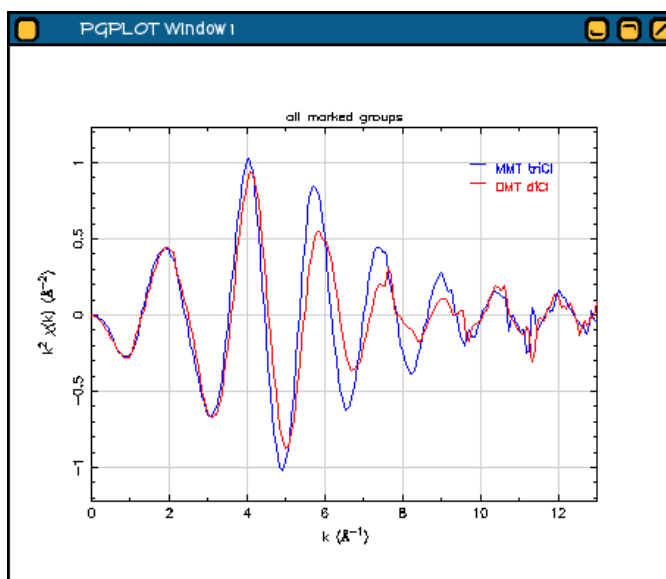 PGPLOT Window 1
all marked groups
MMT triCl
DMT diCl
1
0.5
0
−0.5
−1
k² χ(k) (Å⁻²)
0 2 4 6 8 10 12
k (Å⁻¹)